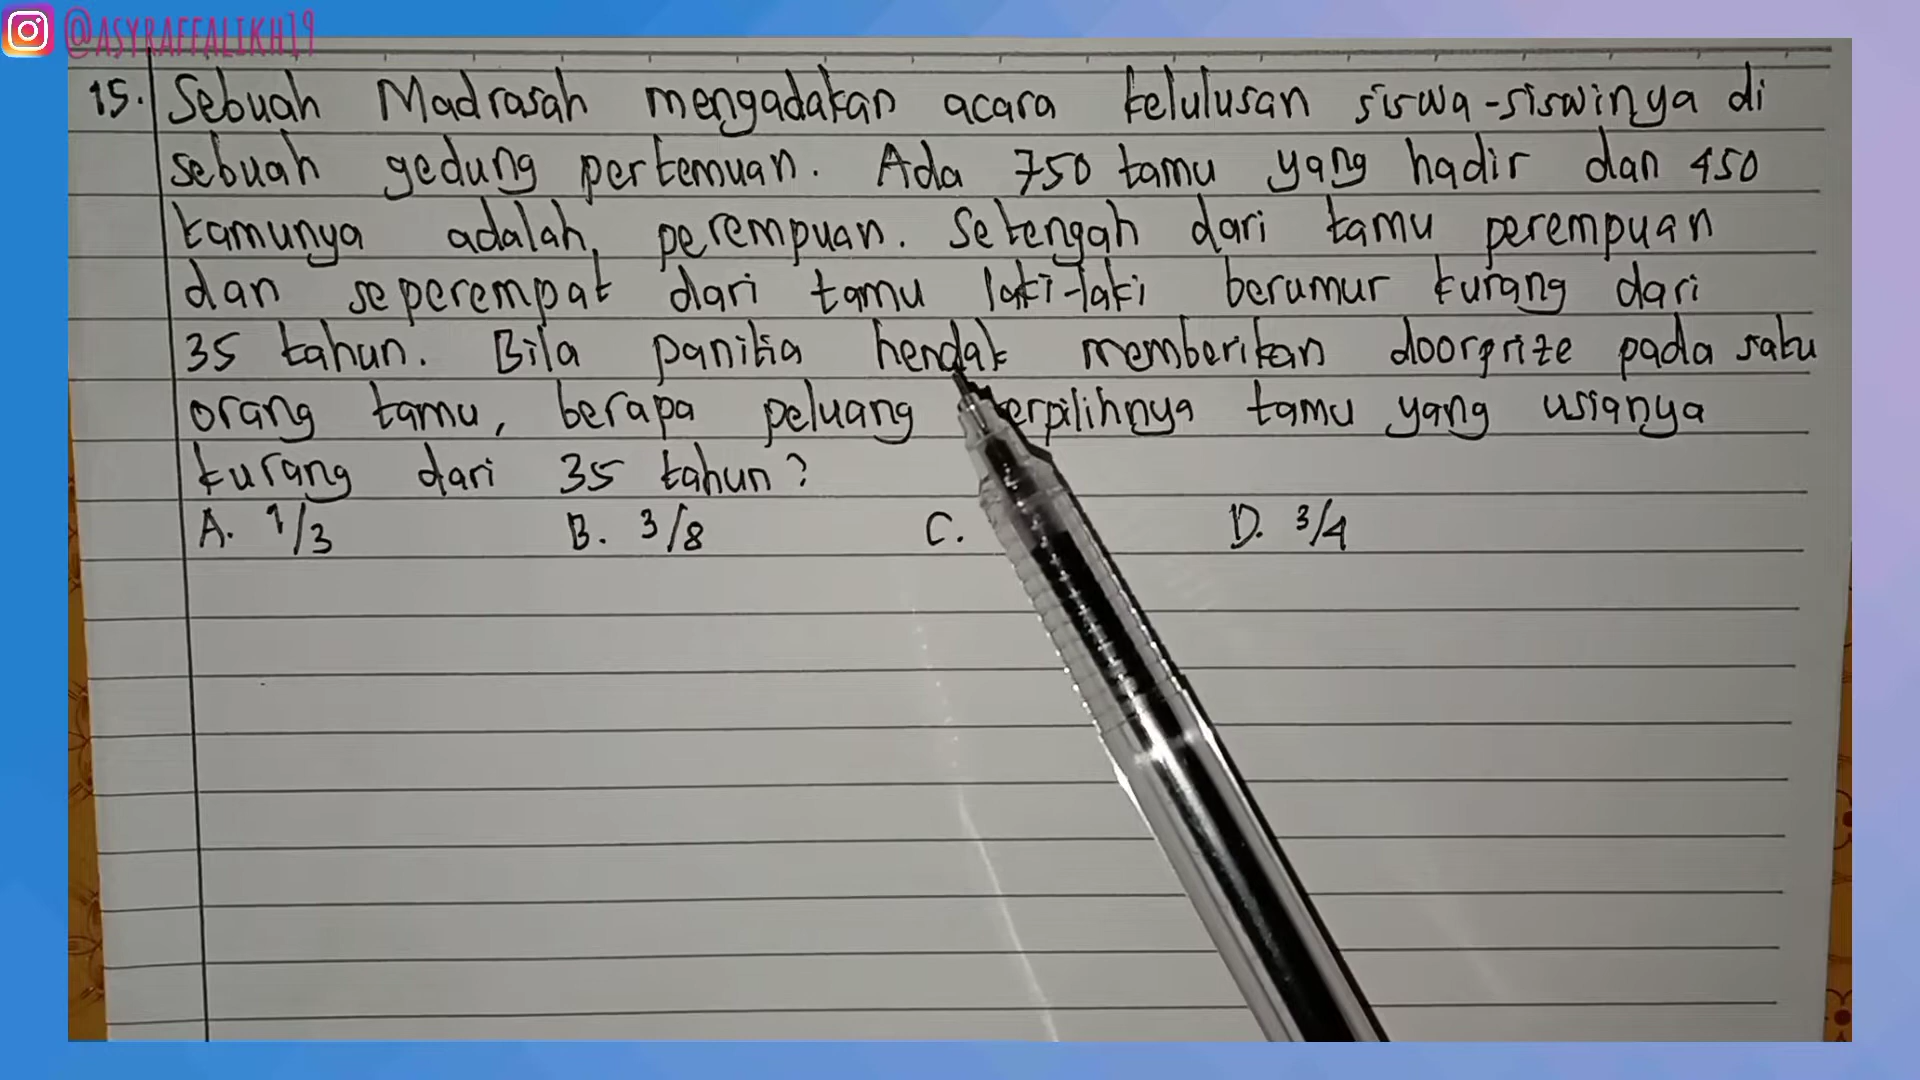 @ASYRAFFALIKH19
15. Sebuah Madrasah mengadakan acara kelulusan siswa-siswinya di
sebuah gedung pertemuan. Ada 750 tamu yang hadir dan 450
tamunya adalah perempuan. Setengah dari tamu perempuan
dan seperempat dari tamu laki-laki berumur kurang dari
35 tahun. Bila panitia hendak memberikan doorprize pada satu
orang tamu, berapa peluang terpilihnya tamu yang usianya
kurang dari 35 tahun?
A. 1/3 B. 3/8 C. D. 3/4